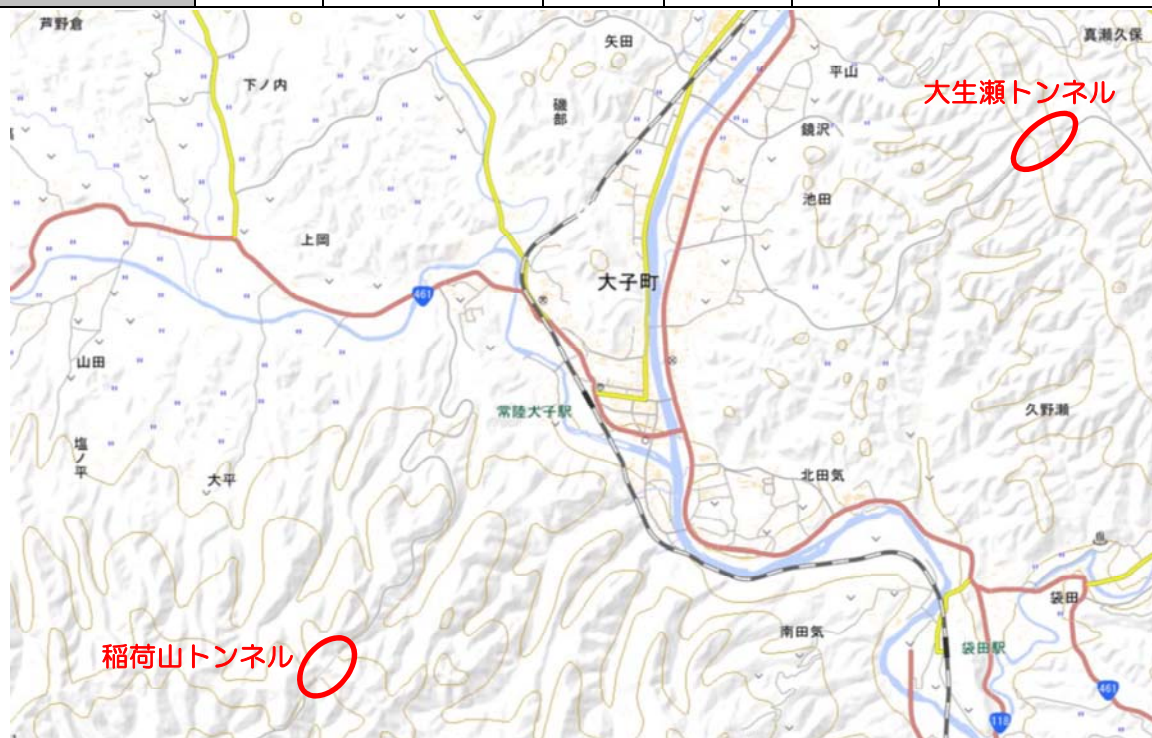 芦野倉
矢田
真瀬久保
下ノ内
平山
大生瀬トンネル
磯部
鏡沢
池田
上岡
大子町
461
山田
常陸大子駅
久野瀬
塩ノ平
大平
北田気
袋田
南田気
袋田駅
稲荷山トンネル
461
118